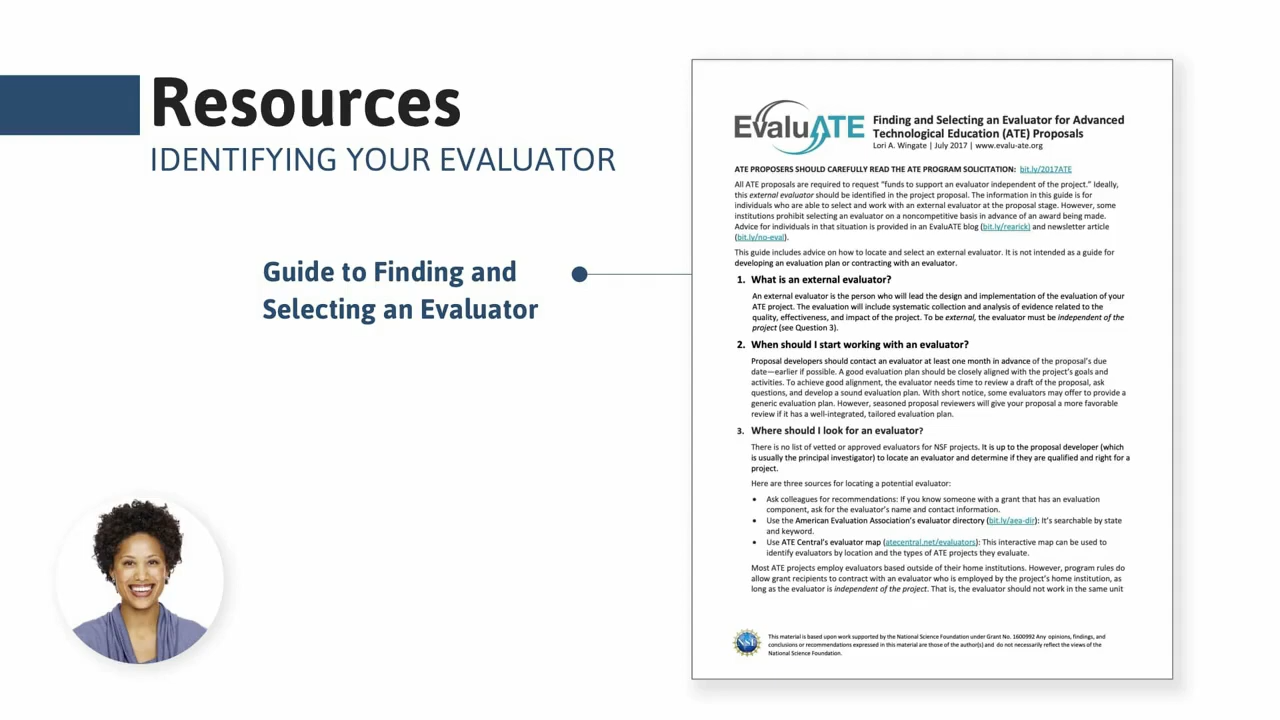 Resources
IDENTIFYING YOUR EVALUATOR
Guide to Finding and
Selecting an Evaluator
EvaluATE
Finding and Selecting an Evaluator for Advanced
Technological Education (ATE) Proposals
Lori A. Wingate | July 2017 | www.evalu-ate.org
ATE PROPOSERS SHOULD CAREFULLY READ THE ATE PROGRAM SOLICITATION: bit.ly/2017ATE
All ATE proposals are required to request "funds to support an evaluator independent of the project." Ideally,
this external evaluator should be identified in the project proposal. The information in this guide is for
individuals who are able to select and work with an external evaluator at the proposal stage. However, some
institutions prohibit selecting an evaluator on a noncompetitive basis in advance of an award being made.
Advice for individuals in that situation is provided in an EvaluATE blog (bit.ly/rearick) and newsletter article
(bit.ly/no-eval).
This guide includes advice on how to locate and select an external evaluator. It is not intended as a guide for
developing an evaluation plan or contracting with an evaluator.
1. What is an external evaluator?
An external evaluator is the person who will lead the design and implementation of the evaluation of your
ATE project. The evaluation will include systematic collection and analysis of evidence related to the
quality, effectiveness, and impact of the project. To be external, the evaluator must be independent of the
project (see Question 3).
2. When should I start working with an evaluator?
Proposal developers should contact an evaluator at least one month in advance of the proposal's due
date—earlier if possible. A good evaluation plan should be closely aligned with the project's goals and
activities. To achieve good alignment, the evaluator needs time to review a draft of the proposal, ask
questions, and develop a sound evaluation plan. With short notice, some evaluators may offer to provide a
generic evaluation plan. However, seasoned proposal reviewers will give your proposal a more favorable
review if it has a well-integrated, tailored evaluation plan.
3. Where should I look for an evaluator?
There is no list of vetted or approved evaluators for NSF projects. It is up to the proposal developer (which
is usually the principal investigator) to locate an evaluator and determine if they are qualified and right for a
project.
Here are three sources for locating a potential evaluator:
• Ask colleagues for recommendations: If you know someone with a grant that has an evaluation
component, ask for the evaluator's name and contact information.
• Use the American Evaluation Association's evaluator directory (bit.ly/aea-dir): It's searchable by state
and keyword.
• Use ATE Central's evaluator map (atecentral.net/evaluators): This interactive map can be used to
identify evaluators by location and the types of ATE projects they evaluate.
Most ATE projects employ evaluators based outside of their home institutions. However, program rules do
allow grant recipients to contract with an evaluator who is employed by the project's home institution, as
long as the evaluator is independent of the project. That is, the evaluator should not work in the same unit
NSF
This material is based upon work supported by the National Science Foundation under Grant No. 1600992 Any opinions, findings, and
conclusions or recommendations expressed in this material are those of the author(s) and do not necessarily reflect the views of the
National Science Foundation.